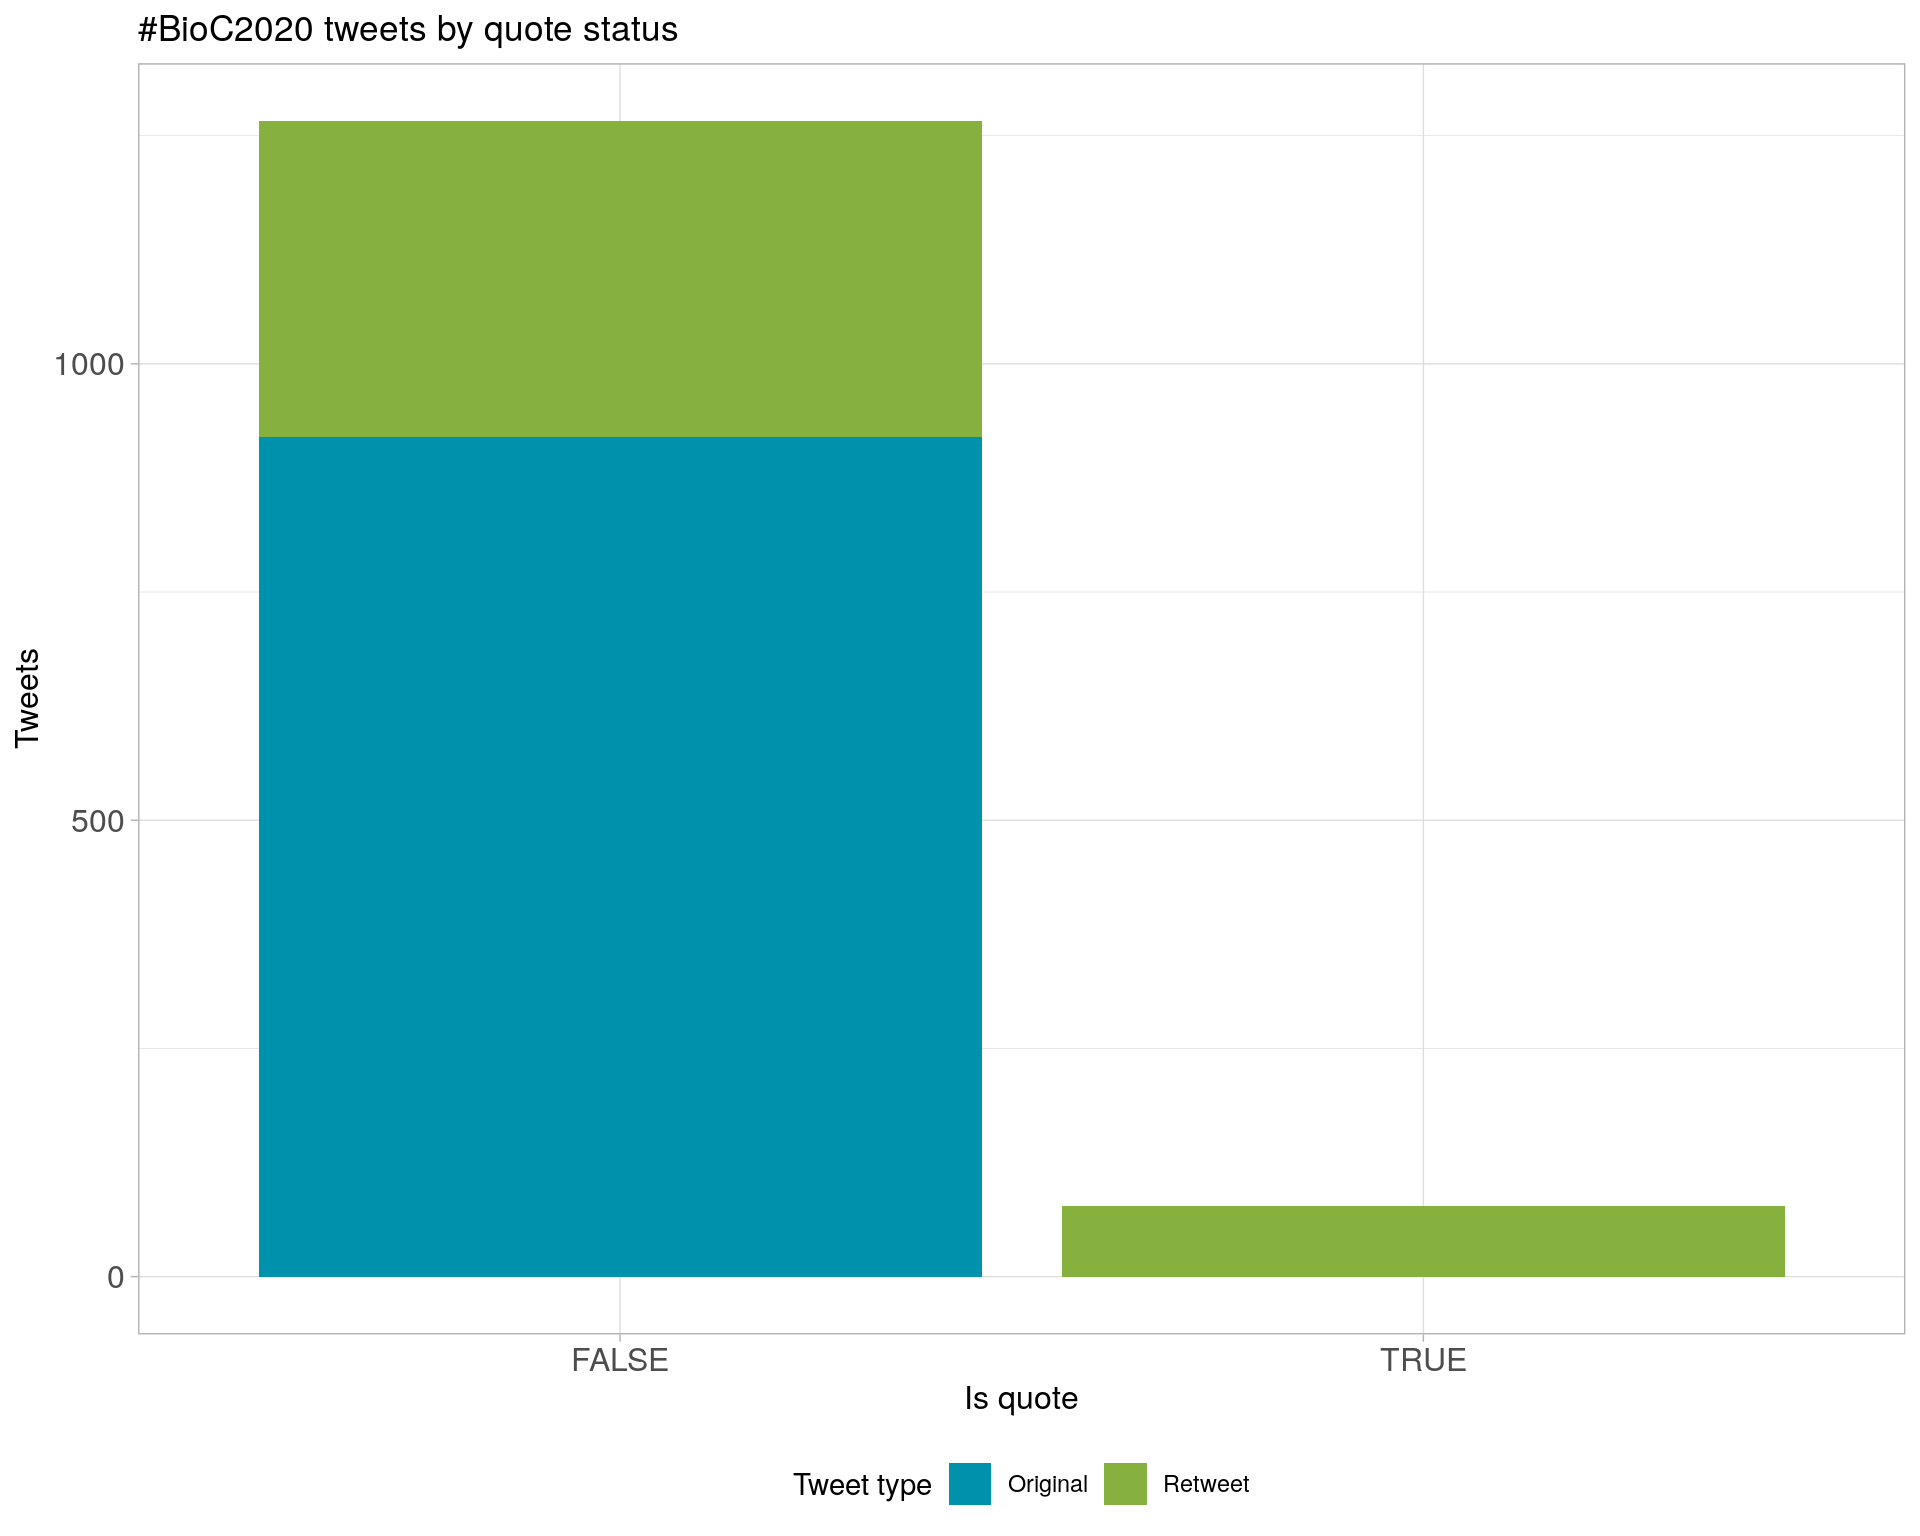 #BioC2020 tweets by quote status
Tweets
1000
500
0
FALSE TRUE
Is quote
Tweet type Original Retweet